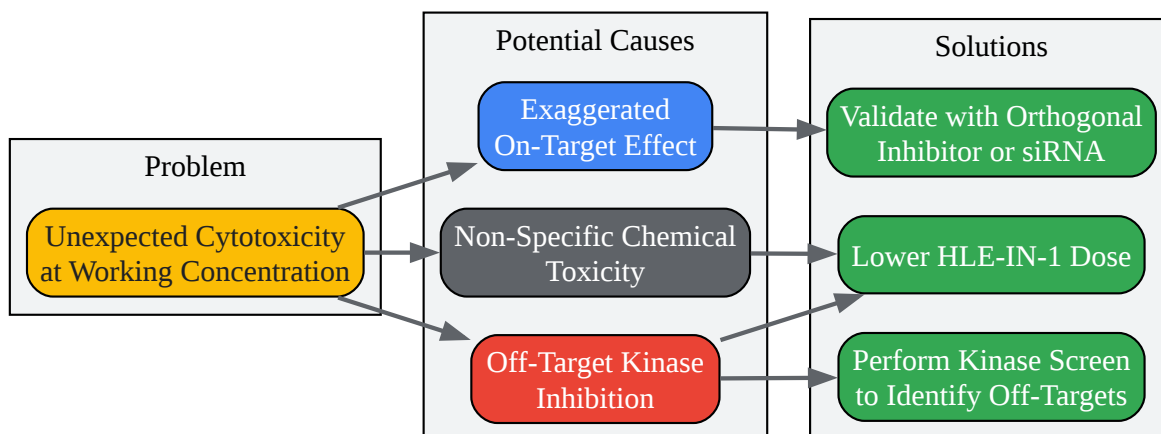 Problem
Unexpected Cytotoxicity
at Working Concentration
Potential Causes
Exaggerated
On-Target Effect
Non-Specific Chemical
Toxicity
Off-Target Kinase
Inhibition
Solutions
Validate with Orthogonal
Inhibitor or siRNA
Lower HLE-IN-1 Dose
Perform Kinase Screen
to Identify Off-Targets